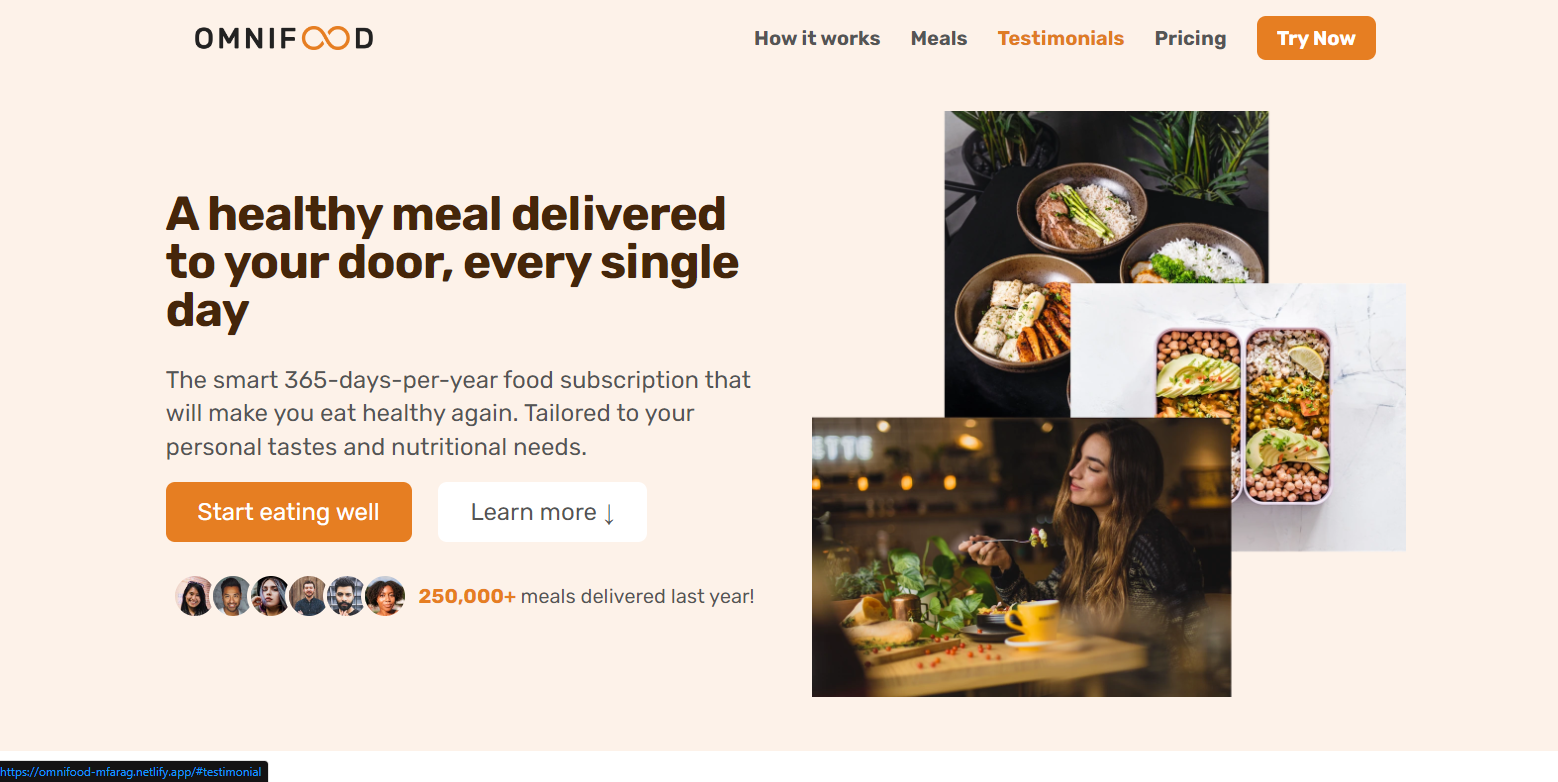 OMNIFOOD
How it works
Meals
Testimonials
Pricing
Try Now
A healthy meal delivered
to your door, every single
day
The smart 365-days-per-year food subscription that
will make you eat healthy again. Tailored to your
personal tastes and nutritional needs.
Start eating well
Learn more ↓
250,000+ meals delivered last year!
https://omnifood-mfarag.netlify.app/#testimonial